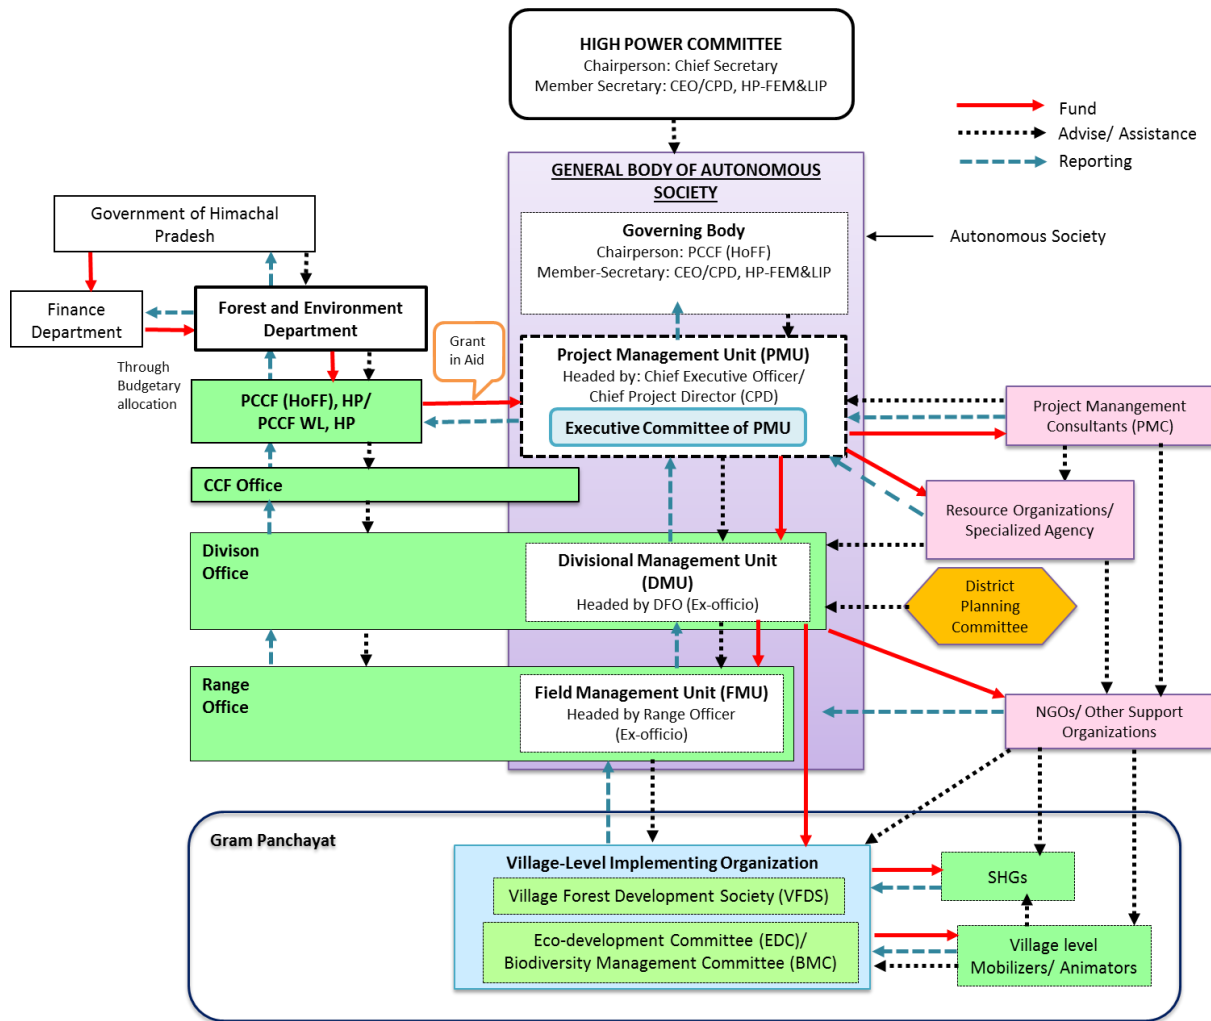 HIGH POWER COMMITTEE
Chairperson: Chief Secretary
Member Secretary: CEO/CPD, HP-FEM&LIP
Fund
Advise/ Assistance
Reporting
GENERAL BODY OF AUTONOMOUS
SOCIETY
Government of Himachal
Pradesh
Governing Body
Chairperson: PCCF (HoFF)
Member-Secretary: CEO/CPD, HP-FEM&LIP
Autonomous Society
Finance
Department
Forest and Environment
Department
Through
Budgetary
allocation
Grant
in Aid
Project Management Unit (PMU)
Headed by: Chief Executive Officer/
Chief Project Director (CPD)
Executive Committee of PMU
PCCF (HoFF), HP/
PCCF WL, HP
Project Manangement
Consultants (PMC)
CCF Office
Resource Organizations/
Specialized Agency
Divison
Office
Divisional Management Unit
(DMU)
Headed by DFO (Ex-officio)
District
Planning
Committee
Range
Office
Field Management Unit (FMU)
Headed by Range Officer
(Ex-officio)
NGOs/ Other Support
Organizations
Gram Panchayat
Village-Level Implementing Organization
Village Forest Development Society (VFDS)
Eco-development Committee (EDC)/
Biodiversity Management Committee (BMC)
SHGs
Village level
Mobilizers/ Animators